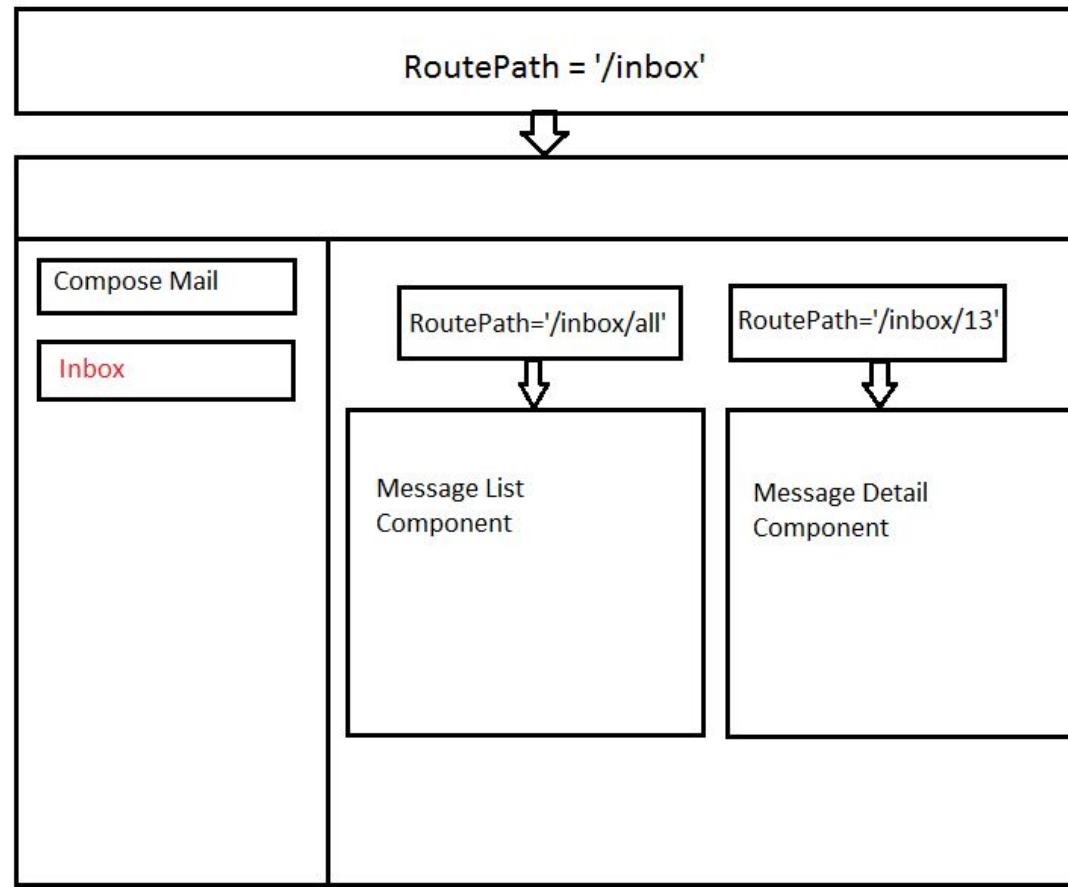 RoutePath = '/inbox'
Compose Mail
Inbox
RoutePath='/inbox/all'
RoutePath='/inbox/13'
Message List
Component
Message Detail
Component